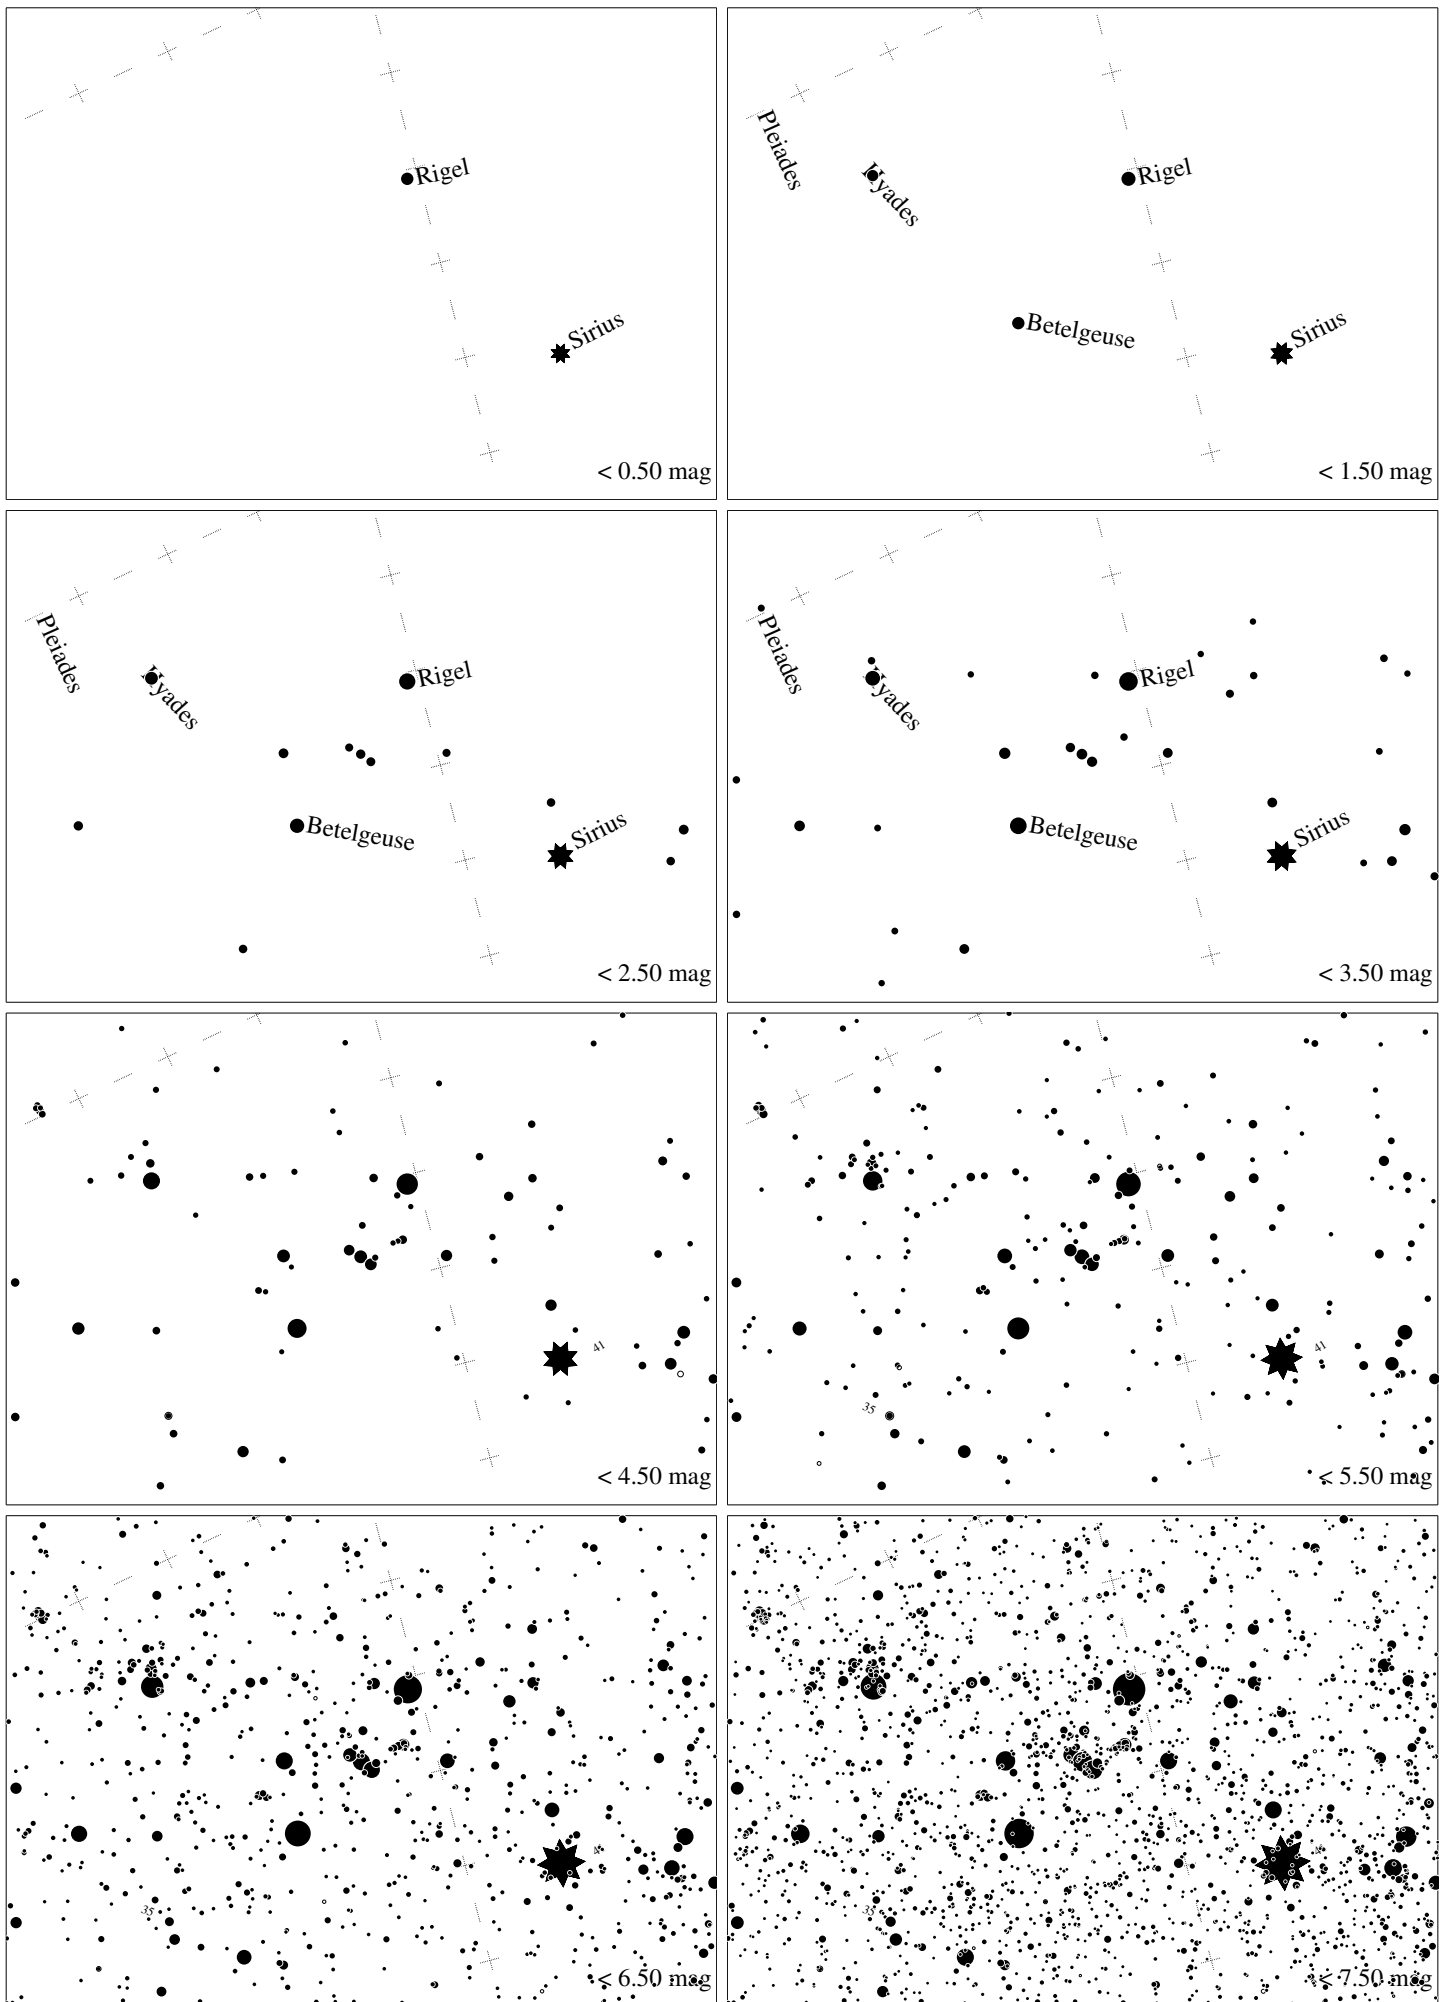 Rigel
Sirius
< 0.50 mag
Pleiades
Hyades
Rigel
Betelgeuse
Sirius
< 1.50 mag
Pleiades
Hyades
Rigel
Betelgeuse
Sirius
< 2.50 mag
Pleiades
Hyades
Rigel
Betelgeuse
Sirius
< 3.50 mag
41
< 4.50 mag
41
35
< 5.50 mag
35
< 6.50 mag
35
< 7.50 mag